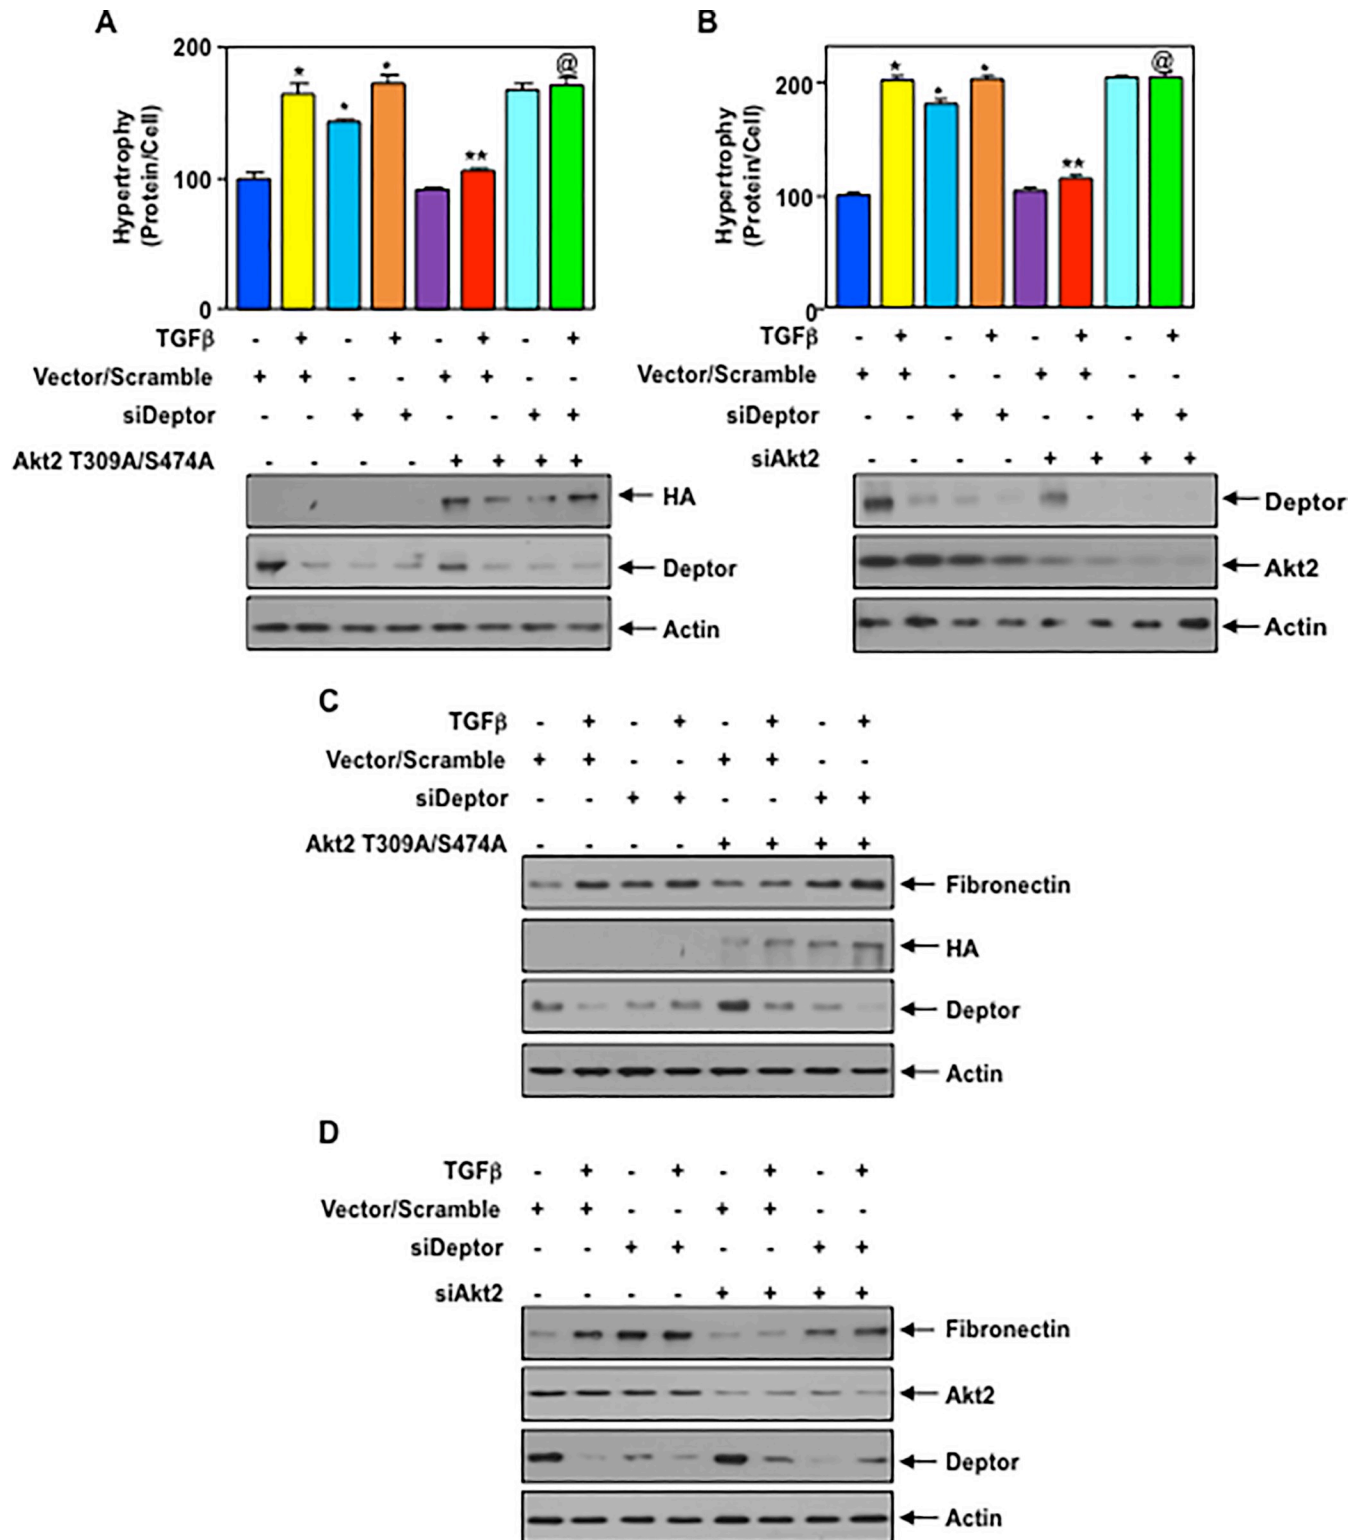 A
200
100
0
Hypertrophy
(Protein/Cell)
* • • ** @
TGFβ - + - + - + - +
Vector/Scramble + + - - + + - -
siDeptor - - + + - - + +
Akt2 T309A/S474A - - - - + + + +
HA
Deptor
Actin
B
200
100
0
Hypertrophy
(Protein/Cell)
* • • ** @
TGFβ - + - + - + - +
Vector/Scramble + + - - + + - -
siDeptor - - + + - - + +
siAkt2 - - - - + + + +
Deptor
Akt2
Actin
C
TGFβ - + - + - + - +
Vector/Scramble + + - - + + - -
siDeptor - - + + - - + +
Akt2 T309A/S474A - - - - + + + +
Fibronectin
HA
Deptor
Actin
D
TGFβ - + - + - + - +
Vector/Scramble + + - - + + - -
siDeptor - - + + - - + +
siAkt2 - - - - + + + +
Fibronectin
Akt2
Deptor
Actin